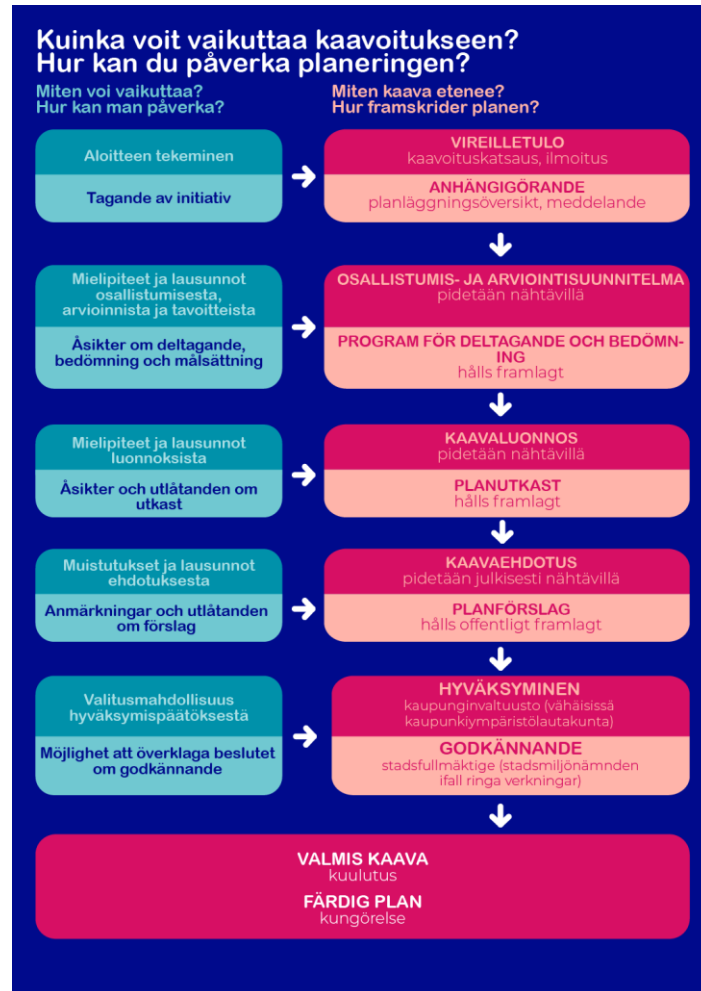 Kuinka voit vaikuttaa kaavoitukseen?
Hur kan du påverka planeringen?
Miten voi vaikuttaa?
Hur kan man påverka?
Miten kaava etenee?
Hur framskrider planen?
Aloitteen tekeminen
Tagande av initiativ
VIREILLETULO
kaavoituskatsaus, ilmoitus
ANHÄNGIGÖRANDE
planläggningsöversikt, meddelande
Mielipiteet ja lausunnot
osallistumisesta,
arvioinnista ja tavoitteista
Åsikter om deltagande,
bedömning och målsättning
OSALLISTUMIS- JA ARVIOINTISUUNNITELMA
pidetään nähtävillä
PROGRAM FÖR DELTAGANDE OCH BEDÖMN-
ING
hålls framlagt
Mielipiteet ja lausunnot
luonnoksista
Åsikter och utlåtanden om
utkast
KAAVALUONNOS
pidetään nähtävillä
PLANUTKAST
hålls framlagt
Muistutukset ja lausunnot
ehdotuksesta
Anmärkningar och utlåtanden
om förslag
KAAVAEHDOTUS
pidetään julkisesti nähtävillä
PLANFÖRSLAG
hålls offentligt framlagt
Valitusmahdollisuus
hyväksymispäätöksestä
Möjlighet att överklaga beslutet
om godkännande
HYVÄKSYMINEN
kaupunginvaltuusto (vähäisissä
kaupunkiympäristölautakunta)
GODKÄNNANDE
stadsfullmäktige (stadsmiljönämnden
ifall ringa verkningar)
VALMIS KAAVA
kuulutus
FÄRDIG PLAN
kungörelse